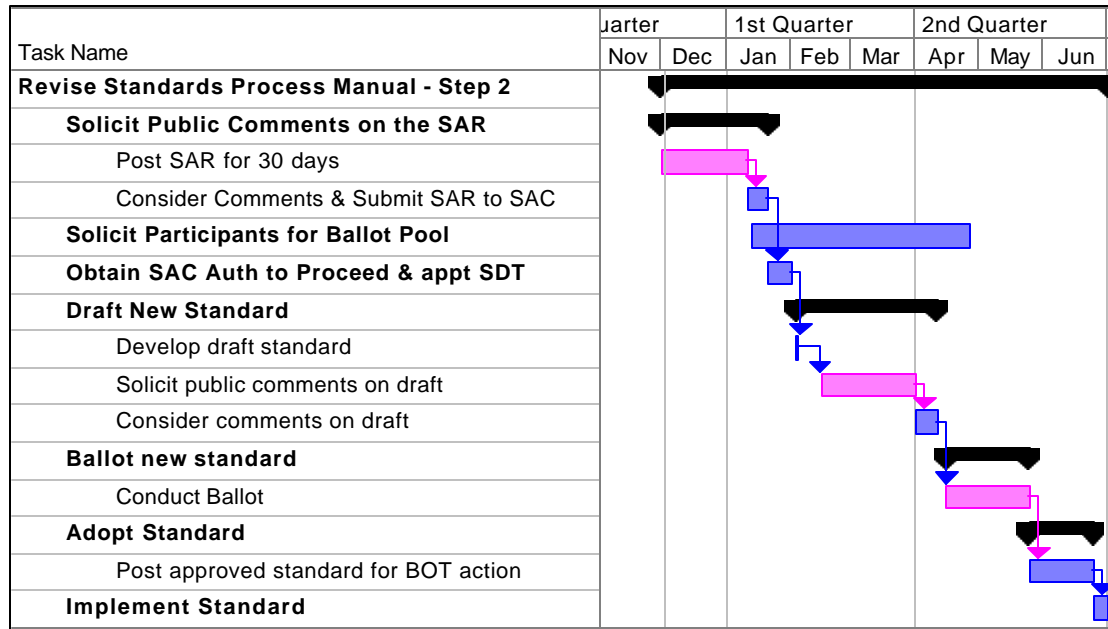 uarter 1st Quarter 2nd Quarter
Task Name Nov Dec Jan Feb Mar Apr May Jun
Revise Standards Process Manual - Step 2
Solicit Public Comments on the SAR
Post SAR for 30 days
Consider Comments & Submit SAR to SAC
Solicit Participants for Ballot Pool
Obtain SAC Auth to Proceed & appt SDT
Draft New Standard
Develop draft standard
Solicit public comments on draft
Consider comments on draft
Ballot new standard
Conduct Ballot
Adopt Standard
Post approved standard for BOT action
Implement Standard